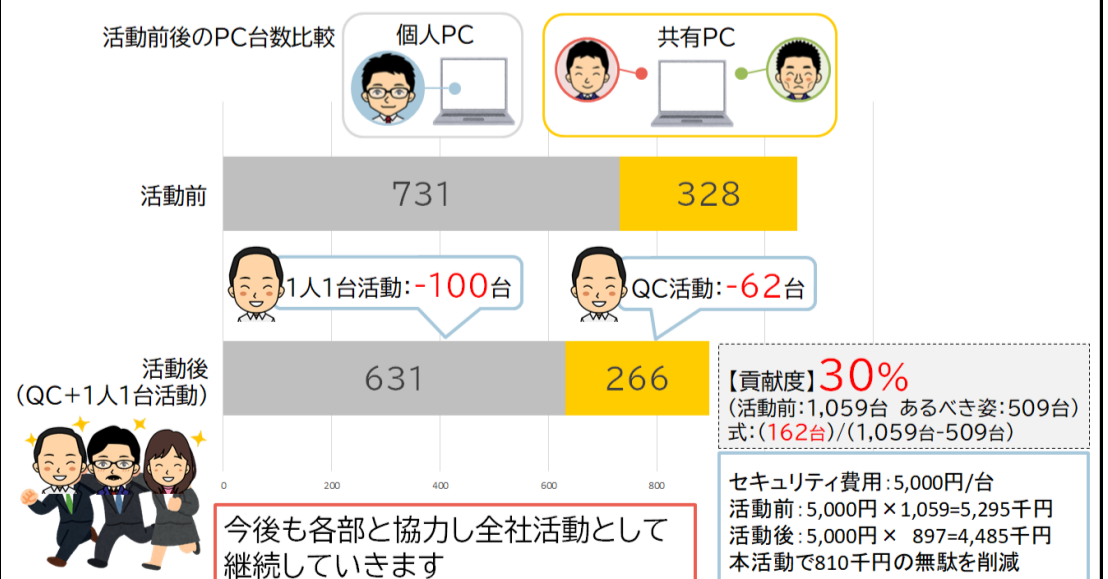 活動前後のPC台数比較
個人PC
共有PC
活動前
731
328
1人1台活動：-100台
QC活動：-62台
活動後
（QC+1人1台活動）
631
266
0
200
400
600
800
【貢献度】30%
（活動前：1,059台 あるべき姿：509台）
式：（162台）/（1,059台-509台）
セキュリティ費用：5,000円/台
活動前：5,000円×1,059=5,295千円
活動後：5,000円× 897=4,485千円
本活動で810千円の無駄を削減
今後も各部と協力し全社活動として
継続していきます